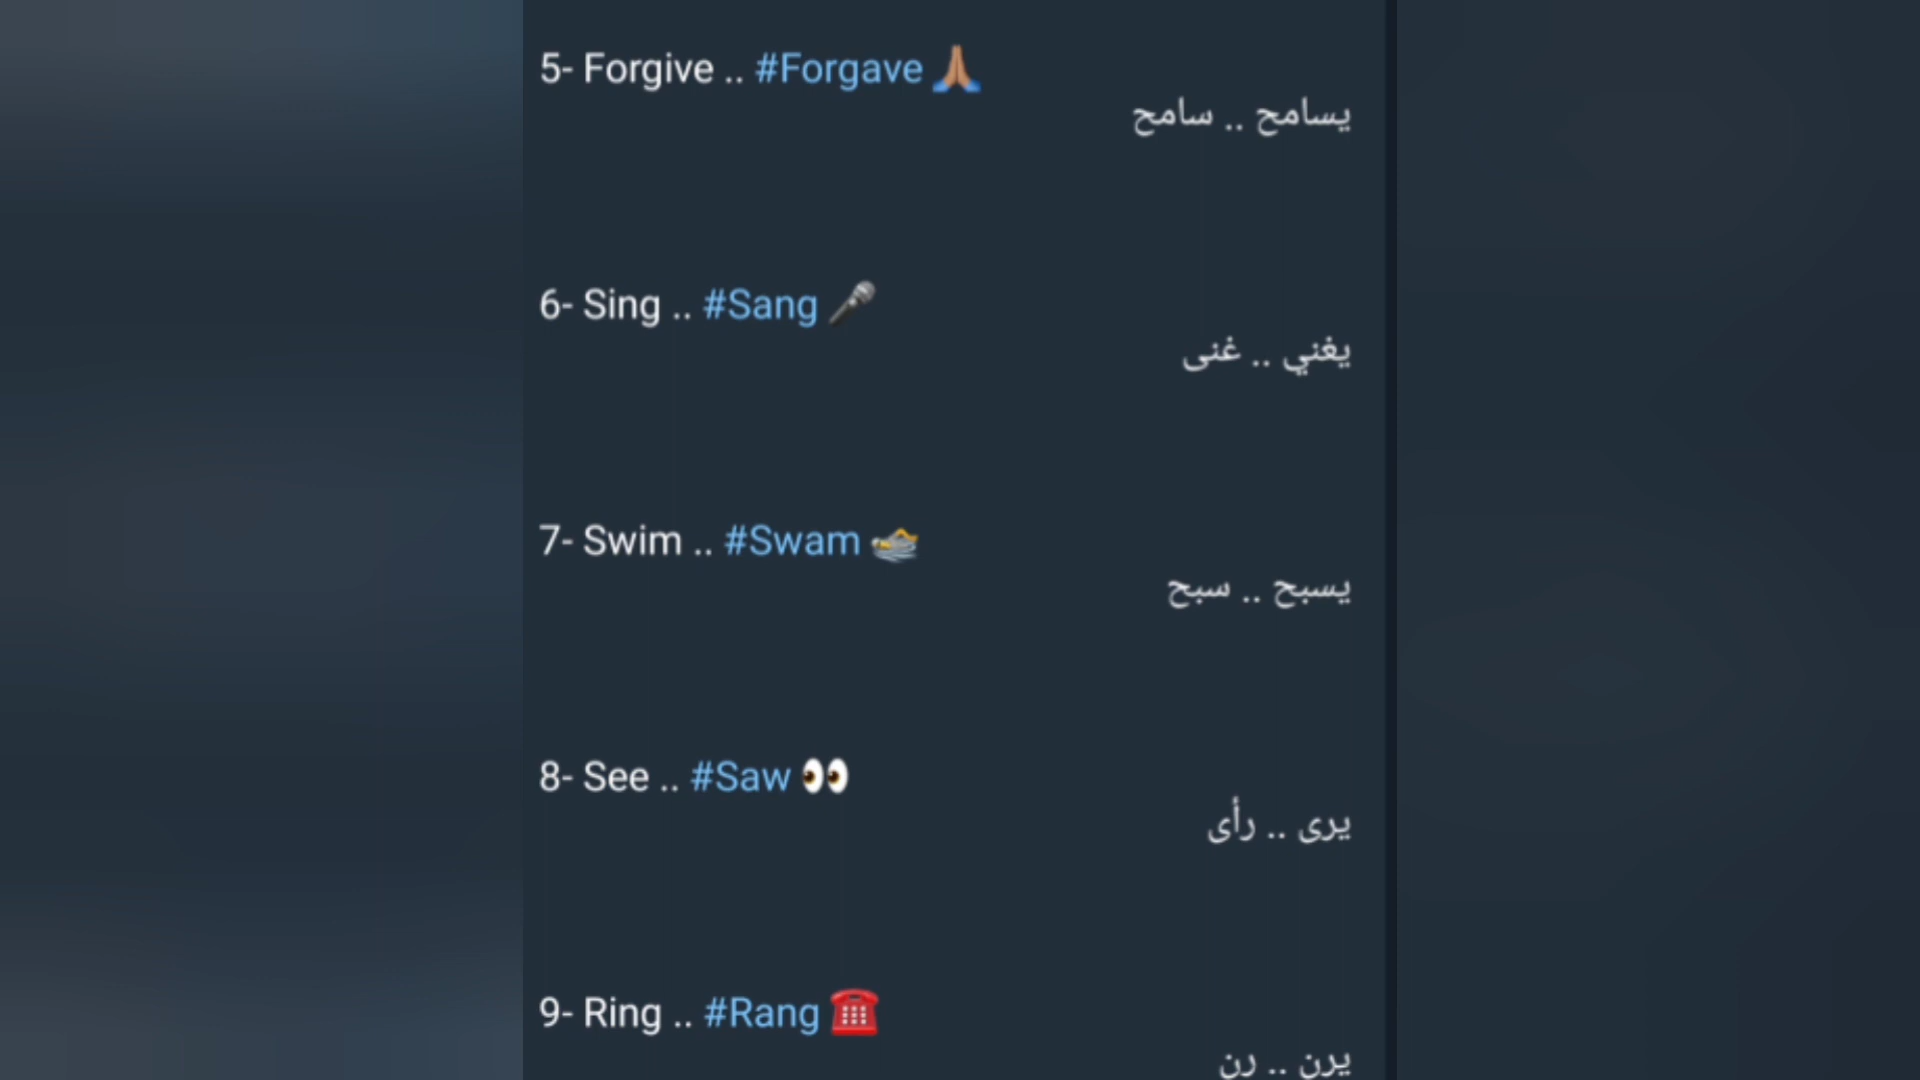 5- Forgive .. #Forgave 🙏🏽
يسامح .. سامح
6- Sing .. #Sang 🎤
يغني .. غنى
7- Swim .. #Swam 🏊
يسبح .. سبح
8- See .. #Saw 👀
يرى .. رأى
9- Ring .. #Rang ☎️
يرن .. رن